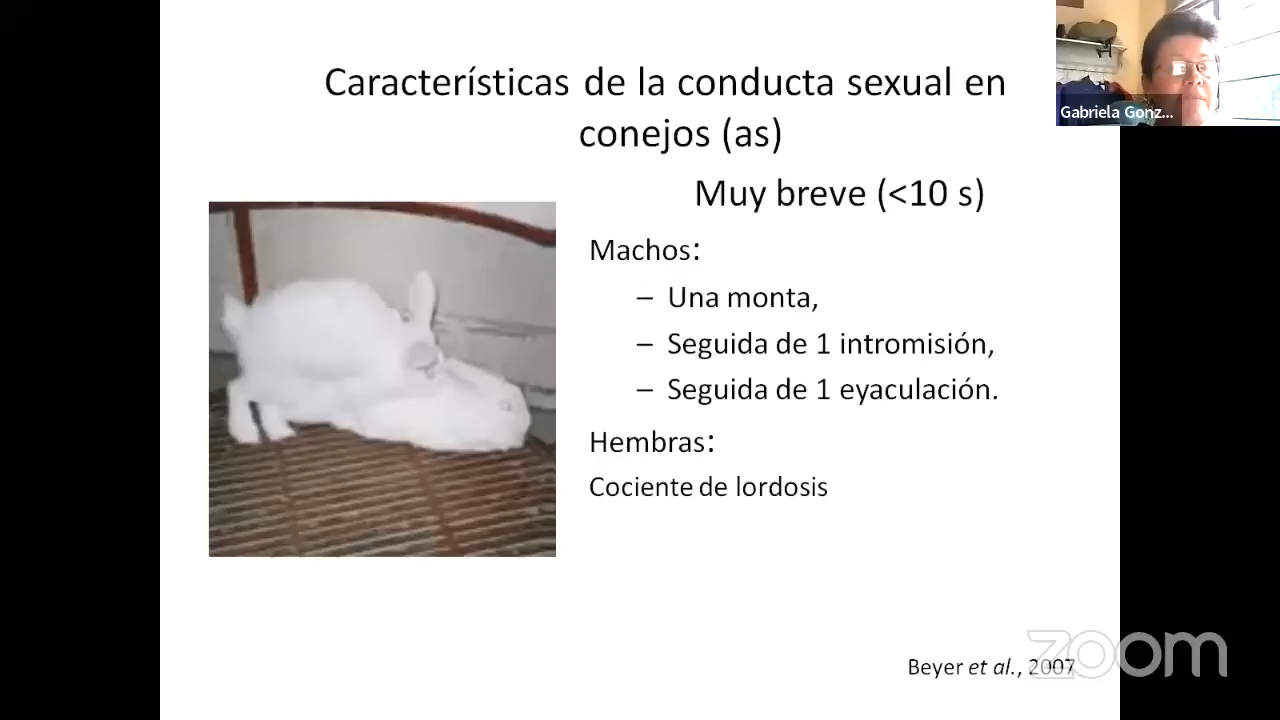 Características de la conducta sexual en
conejos (as)
Muy breve (<10 s)
Machos:
– Una monta,
– Seguida de 1 intromisión,
– Seguida de 1 eyaculación.
Hembras:
Cociente de lordosis
Beyer et al., 2007
zoom
Gabriela Gonz...